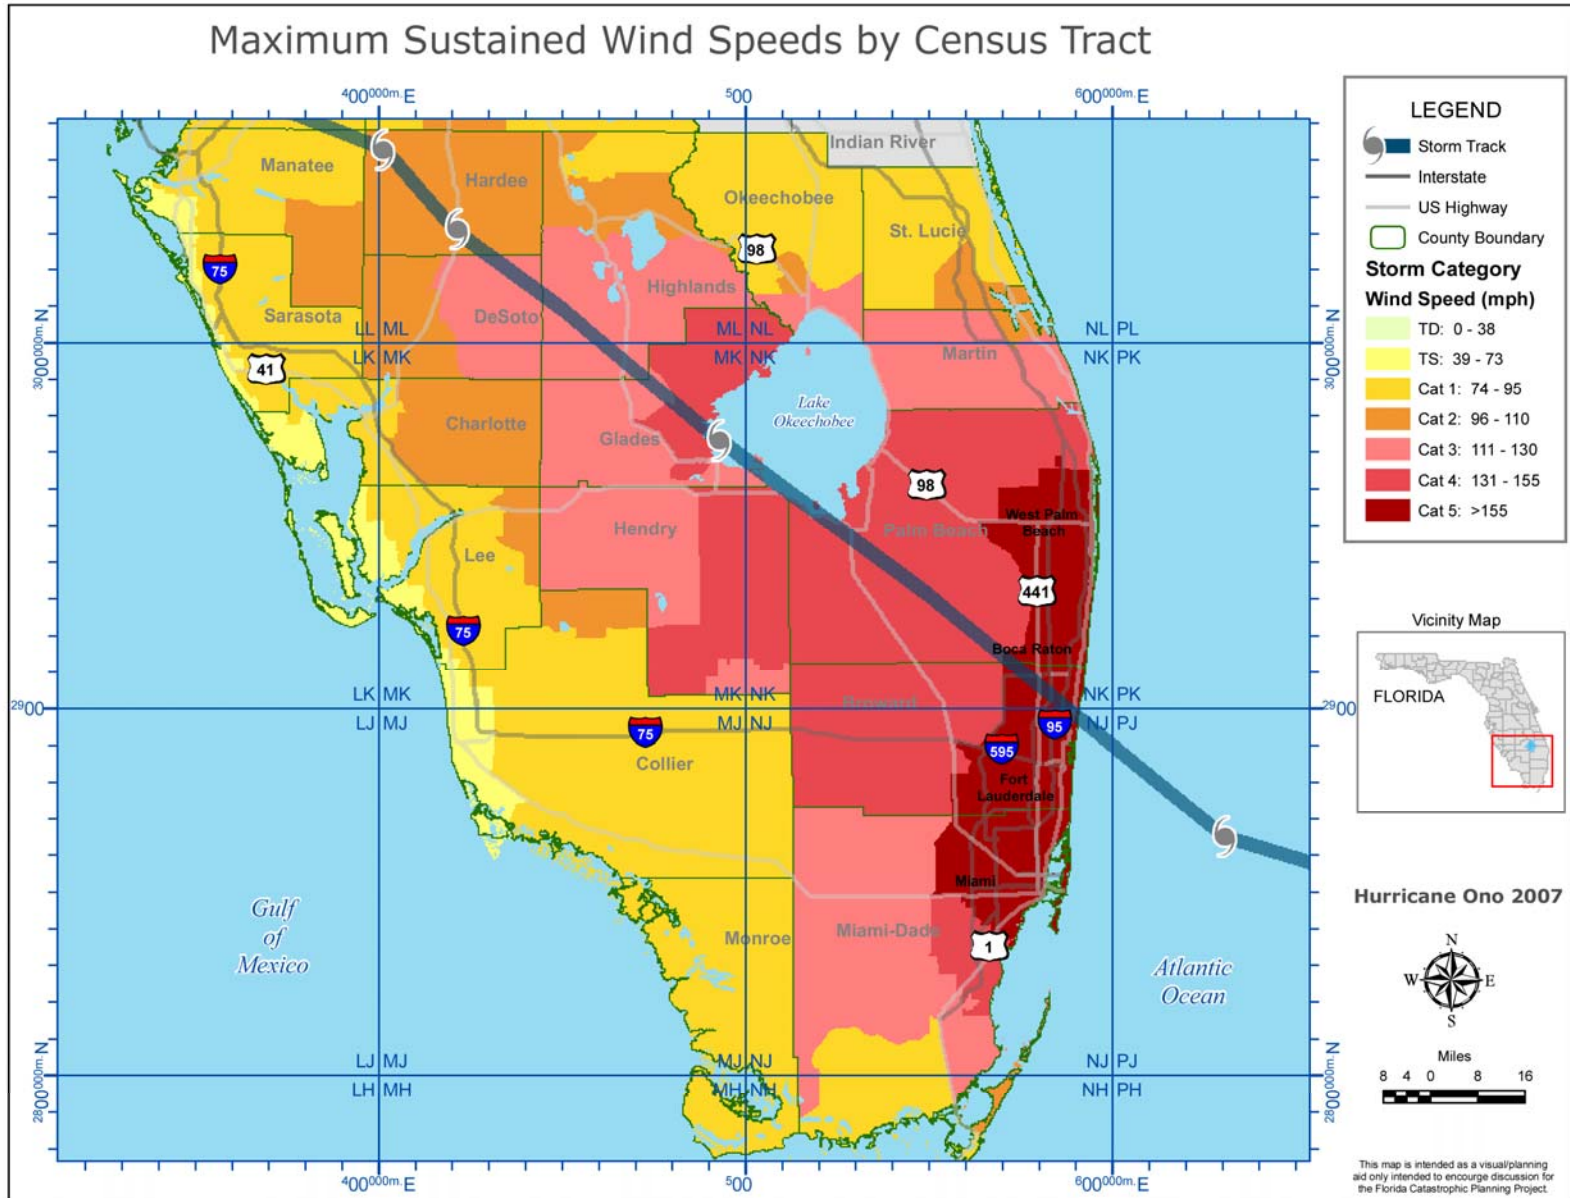 Maximum Sustained Wind Speeds by Census Tract
400000m. E
500
600000m. E
Indian River
Manatee
Hardee
Okeechobee
St. Lucie
98
75
Highlands
Sarasota
DeSoto
3000000m. N
LL ML
ML NL
NL PL
3000000m. N
LK MK
MK NK
NK PK
Martin
41
Lake
Okeechobee
Charlotte
Glades
98
West Palm
Beach
Hendry
Palm Beach
Lee
441
75
Boca Raton
LK MK
MK NK
NK PK
Broward
2900
2900
LJ MJ
MJ NJ
NJ PJ
75
95
595
Collier
Fort
Lauderdale
Miami
Gulf
of
Mexico
Monroe
Miami-Dade
1
Atlantic
Ocean
LJ MJ
MJ NJ
NJ PJ
2800000m. N
2800000m. N
LH MH
MH NH
NH PH
400000m. E
500
600000m. E
LEGEND
Storm Track
Interstate
US Highway
County Boundary
Storm Category
Wind Speed (mph)
TD: 0 - 38
TS: 39 - 73
Cat 1: 74 - 95
Cat 2: 96 - 110
Cat 3: 111 - 130
Cat 4: 131 - 155
Cat 5: >155
Vicinity Map
FLORIDA
Hurricane Ono 2007
N
W E
S
Miles
8 4 0 8 16
This map is intended as a visual/planning
aid only intended to encourge discussion for
the Florida Catastrophic Planning Project.